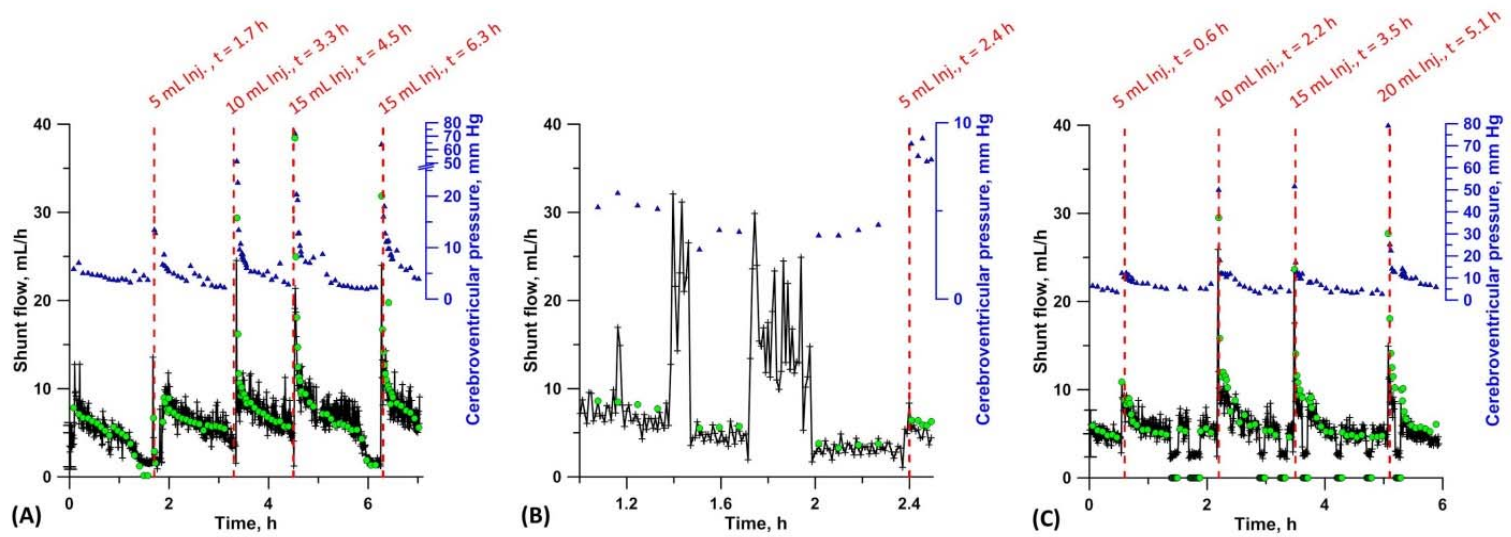 5 mL Inj., t = 1.7 h
10 mL Inj., t = 3.3 h
15 mL Inj., t = 4.5 h
15 mL Inj., t = 6.3 h
40
30
20
10
0
Shunt flow, mL/h
80
70
60
50
20
10
0
Cerebroventricular pressure, mm Hg
0
2
4
6
Time, h
(A)
5 mL Inj., t = 2.4 h
40
30
20
10
0
Shunt flow, mL/h
10
0
Cerebroventricular pressure, mm Hg
1.2
1.6
2
2.4
Time, h
(B)
5 mL Inj., t = 0.6 h
10 mL Inj., t = 2.2 h
15 mL Inj., t = 3.5 h
20 mL Inj., t = 5.1 h
40
30
20
10
0
Shunt flow, mL/h
80
70
60
50
40
30
20
10
0
Cerebroventricular pressure, mm Hg
0
2
4
6
Time, h
(C)